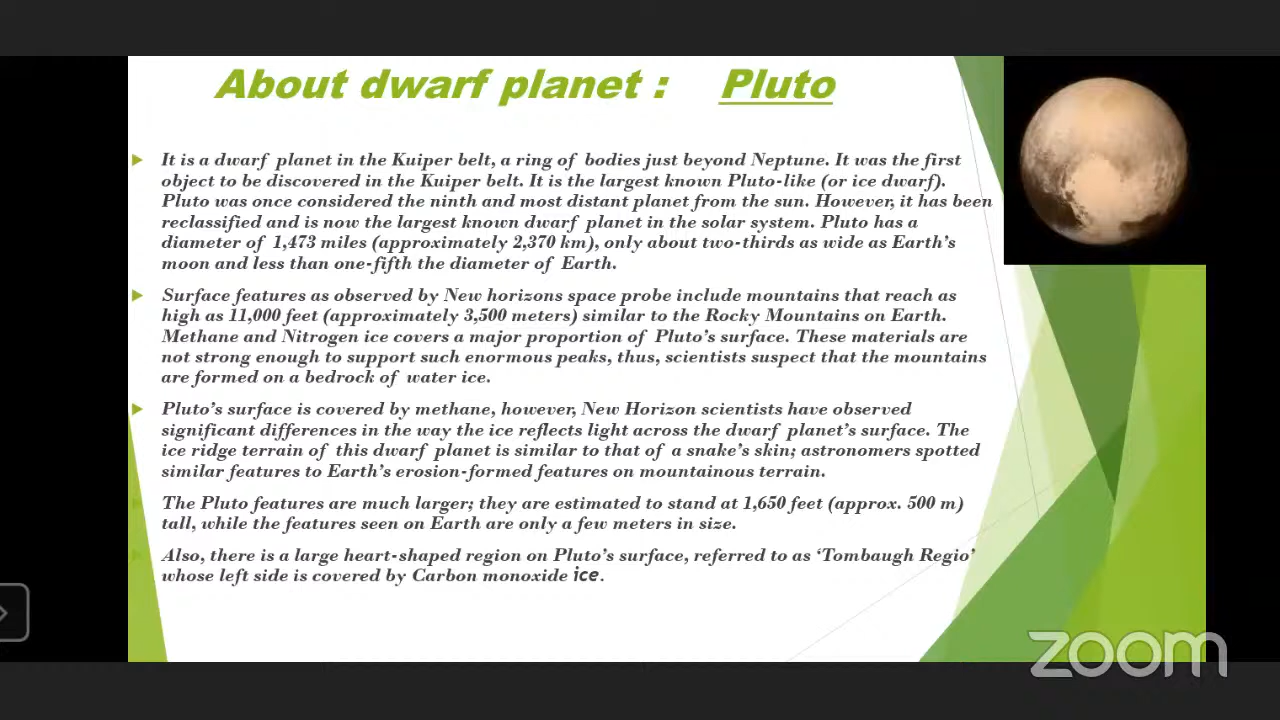 About dwarf planet : Pluto
It is a dwarf planet in the Kuiper belt, a ring of bodies just beyond Neptune. It was the first
object to be discovered in the Kuiper belt. It is the largest known Pluto-like (or ice dwarf).
Pluto was once considered the ninth and most distant planet from the sun. However, it has been
reclassified and is now the largest known dwarf planet in the solar system. Pluto has a
diameter of 1,473 miles (approximately 2,370 km), only about two-thirds as wide as Earth's
moon and less than one-fifth the diameter of Earth.
Surface features as observed by New horizons space probe include mountains that reach as
high as 11,000 feet (approximately 3,500 meters) similar to the Rocky Mountains on Earth.
Methane and Nitrogen ice covers a major proportion of Pluto's surface. These materials are
not strong enough to support such enormous peaks, thus, scientists suspect that the mountains
are formed on a bedrock of water ice.
Pluto's surface is covered by methane, however, New Horizon scientists have observed
significant differences in the way the ice reflects light across the dwarf planet's surface. The
ice ridge terrain of this dwarf planet is similar to that of a snake's skin; astronomers spotted
similar features to Earth's erosion-formed features on mountainous terrain.
The Pluto features are much larger; they are estimated to stand at 1,650 feet (approx. 500 m)
tall, while the features seen on Earth are only a few meters in size.
Also, there is a large heart-shaped region on Pluto's surface, referred to as ‘Tombaugh Regio’
whose left side is covered by Carbon monoxide ice.
zoom